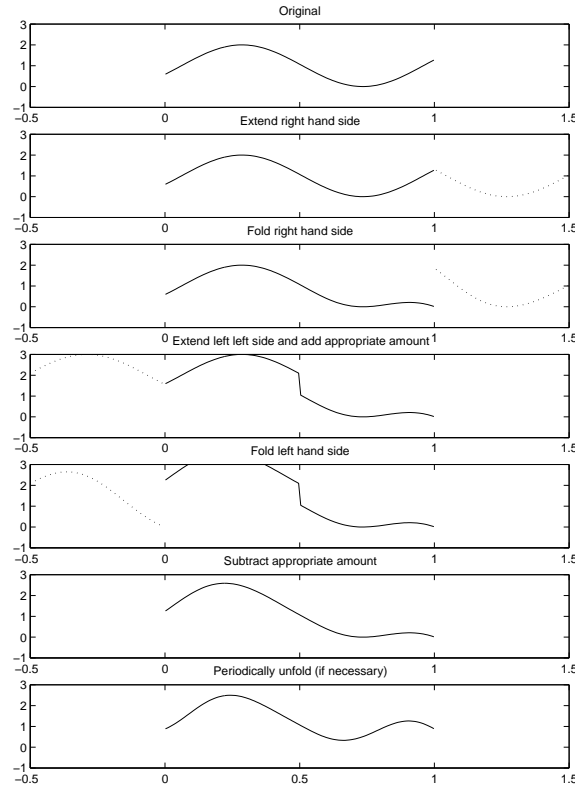 Original
3
2
1
0
−1
−0.5 0 1 1.5
Extend right hand side
3
2
1
0
−1
−0.5 0 1 1.5
Fold right hand side
3
2
1
0
−1
−0.5 0 1 1.5
Extend left left side and add appropriate amount
3
2
1
0
−1
−0.5 0 0.5 1 1.5
Fold left hand side
3
2
1
0
−1
−0.5 0 1 1.5
Subtract appropriate amount
3
2
1
0
−1
−0.5 0 1 1.5
Periodically unfold (if necessary)
3
2
1
0
−1
−0.5 0 0.5 1 1.5